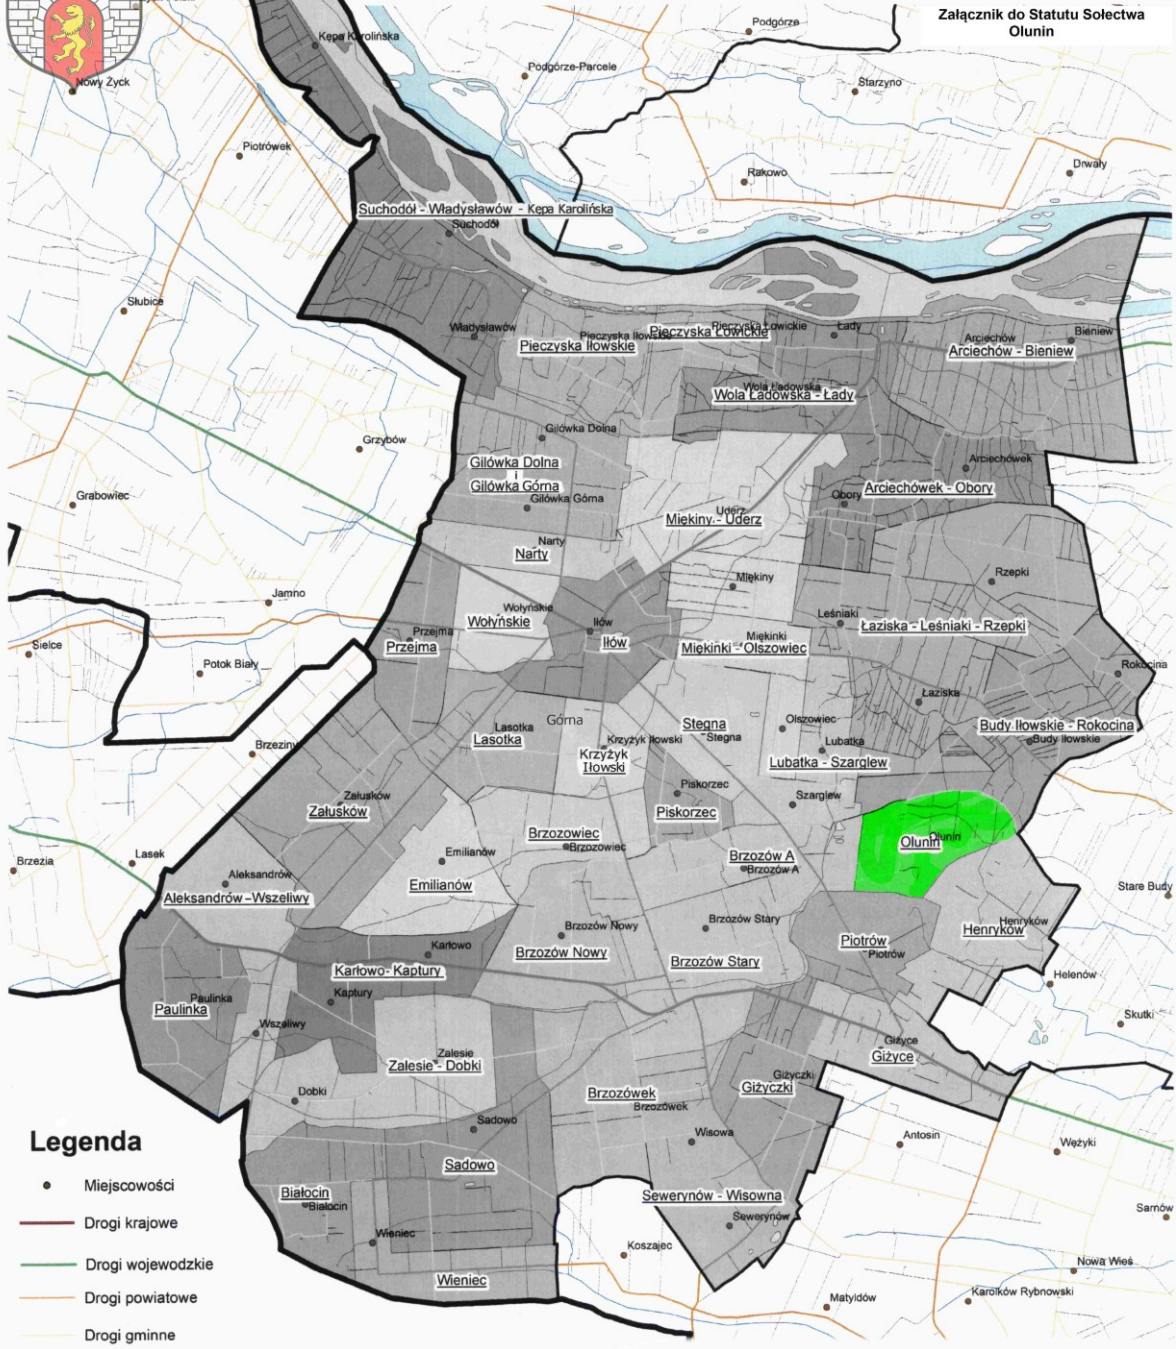 Załącznik do Statutu Sołectwa
Olunin
Podgórze
Kępa Karolińska
Podgórze-Parcele
Nowy Życk
Starzyno
Piotrówek
Drwały
Rakowo
Suchodół - Władysławów - Kępa Karolińska
Suchodół
Słubice
Władysławów
Pieczyska Iłowskie
Pieczyska Iłowskie
Pieczyska Łowickie
Pieczyska Łowickie
Łady
Arciechów
Bieniew
Arciechów - Bieniew
Wola Ładowska
Wola Ładowska - Łady
Gilówka Dolna
Grzybów
Gilówka Dolna
i
Gilówka Górna
Gilówka Górna
Arciechówek
Arciechówek - Obory
Obory
Grabowiec
Uderz
Miękiny - Uderz
Narty
Narty
Miękiny
Rzepki
Jamno
Wołyńskie
Wołyńskie
Iłów
Iłów
Leśniaki
Łaziska - Leśniaki - Rzepki
Przejma
Przejma
Miękinki
Miękinki - Olszowiec
Sielce
Potok Biały
Rokocina
Łaziska
Górna
Lasotka
Lasotka
Stegna
Stegna
Olszowiec
Budy Iłowskie - Rokocina
Budy Iłowskie
Brzeziny
Krzyżyk Iłowski
Krzyżyk
Iłowski
Lubatka
Lubatka - Szarglew
Załusków
Załusków
Piskorzec
Piskorzec
Szarglew
Brzozowiec
Brzozowiec
Olunin
Olunin
Brzezia
Lasek
Emilianów
Emilianów
Brzozów A
Brzozów A
Aleksandrów
Aleksandrów - Wszeliwy
Stare Budy
Brzozów Nowy
Brzozów Nowy
Brzozów Stary
Brzozów Stary
Henryków
Henryków
Piotrów
Piotrów
Karłowo
Karłowo - Kaptury
Kaptury
Helenów
Paulinka
Paulinka
Skutki
Wszeliwy
Giżyce
Giżyce
Zalesie
Zalesie - Dobki
Giżyczki
Giżyczki
Dobki
Brzozówek
Brzozówek
Sadowo
Sadowo
Wisowa
Antosin
Wężyki
Legenda
Miejscowości
Drogi krajowe
Drogi wojewodzkie
Drogi powiatowe
Drogi gminne
Białocin
Białocin
Sewerynów - Wisowna
Sewerynów
Sarnów
Wieniec
Wieniec
Koszajec
Nowa Wieś
Matyldów
Karolków Rybnowski